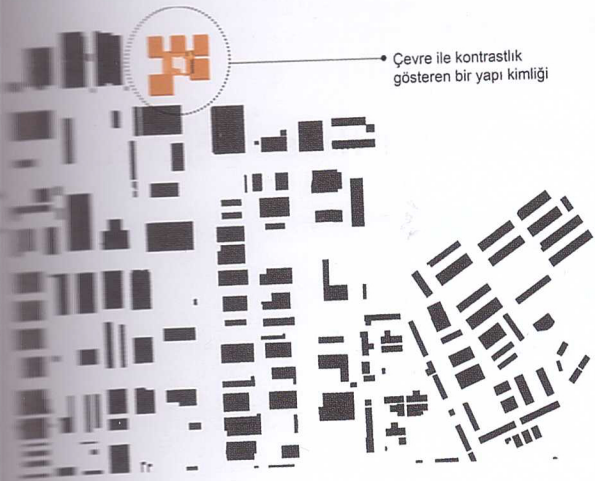 Çevre ile kontrastlık
gösteren bir yapı kimliği